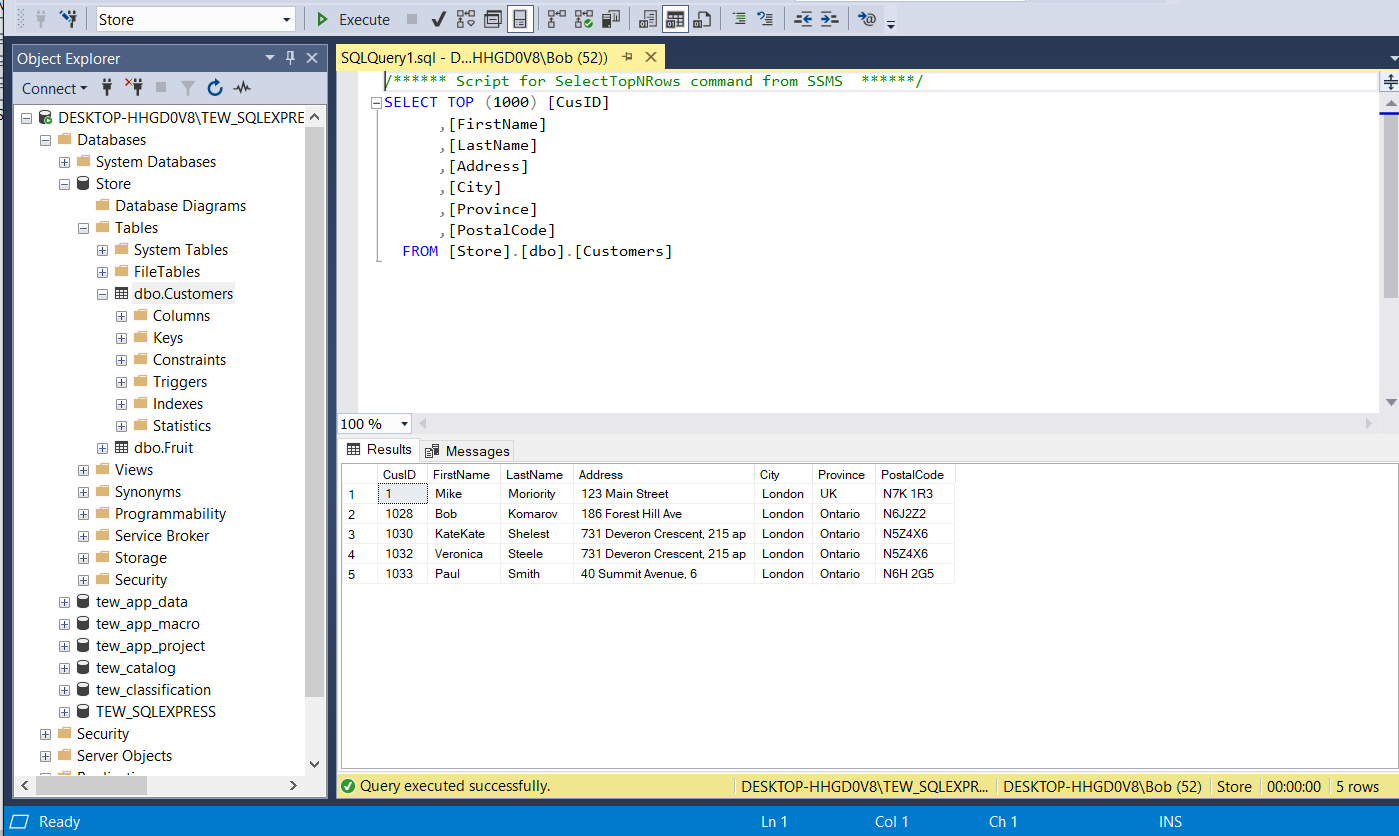 Store
Execute
Object Explorer
Connect
DESKTOP-HHGD0V8\TEW_SQLEXPRE
Databases
System Databases
Store
Database Diagrams
Tables
System Tables
FileTables
dbo.Customers
Columns
Keys
Constraints
Triggers
Indexes
Statistics
dbo.Fruit
Views
Synonyms
Programmability
Service Broker
Storage
Security
tew_app_data
tew_app_macro
tew_app_project
tew_catalog
tew_classification
TEW_SQLEXPRESS
Security
Server Objects
SQLQuery1.sql - D...HHGD0V8\Bob (52))
/****** Script for SelectTopNRows command from SSMS  ******/
SELECT TOP (1000) [CusID]
,[FirstName]
,[LastName]
,[Address]
,[City]
,[Province]
,[PostalCode]
FROM [Store].[dbo].[Customers]
100 %
Results Messages
CusID FirstName LastName Address City Province PostalCode
1 1 Mike Moriority 123 Main Street London UK N7K 1R3
2 1028 Bob Komarov 186 Forest Hill Ave London Ontario N6J2Z2
3 1030 KateKate Shelest 731 Deveron Crescent, 215 ap London Ontario N5Z4X6
4 1032 Veronica Steele 731 Deveron Crescent, 215 ap London Ontario N5Z4X6
5 1033 Paul Smith 40 Summit Avenue, 6 London Ontario N6H 2G5
Query executed successfully. DESKTOP-HHGD0V8\TEW_SQLEXPR... DESKTOP-HHGD0V8\Bob (52) Store 00:00:00 5 rows
Ready Ln 1 Col 1 Ch 1 INS